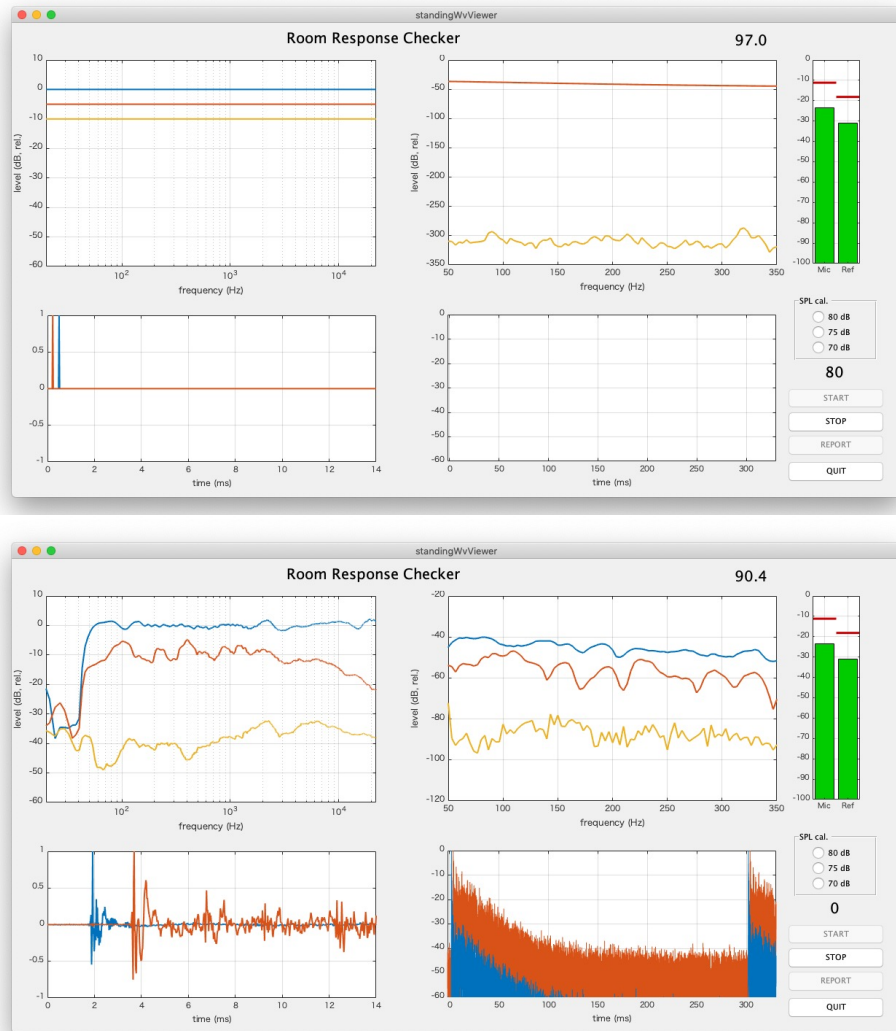 standingWvViewer
Room Response Checker 97.0
10
0
-10
-20
-30
-40
-50
-60
level (dB, rel.)
10² 10³ 10⁴
frequency (Hz)
0
-50
-100
-150
-200
-250
-300
-350
level (dB, rel.)
50 100 150 200 250 300 350
frequency (Hz)
0
-10
-20
-30
-40
-50
-60
-70
-80
-90
-100
Mic Ref
1
0.5
0
-0.5
-1
0 2 4 6 8 10 12 14
time (ms)
0
-10
-20
-30
-40
-50
-60
0 50 100 150 200 250 300
time (ms)
SPL cal.
80 dB
75 dB
70 dB
80
START
STOP
REPORT
QUIT
standingWvViewer
Room Response Checker 90.4
10
0
-10
-20
-30
-40
-50
-60
level (dB, rel.)
10² 10³ 10⁴
frequency (Hz)
-20
-40
-60
-80
-100
-120
level (dB, rel.)
50 100 150 200 250 300 350
frequency (Hz)
0
-10
-20
-30
-40
-50
-60
-70
-80
-90
-100
Mic Ref
1
0.5
0
-0.5
-1
0 2 4 6 8 10 12 14
time (ms)
0
-10
-20
-30
-40
-50
-60
0 50 100 150 200 250 300
time (ms)
SPL cal.
80 dB
75 dB
70 dB
0
START
STOP
REPORT
QUIT